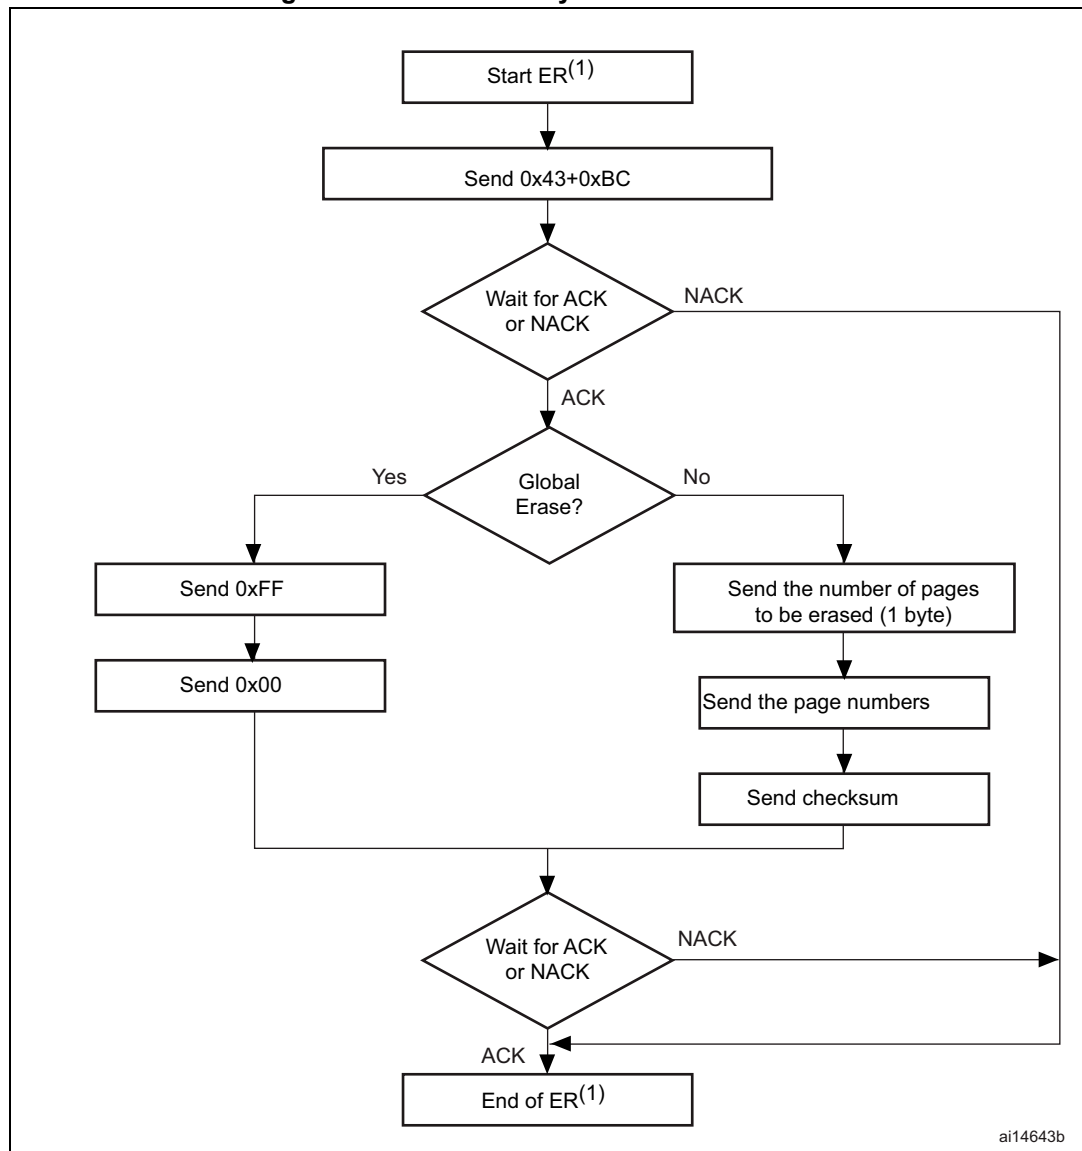 Start ER(1)
Send 0x43+0xBC
Wait for ACK
or NACK
NACK
ACK
Yes
Global
Erase?
No
Send 0xFF
Send the number of pages
to be erased (1 byte)
Send 0x00
Send the page numbers
Send checksum
Wait for ACK
or NACK
NACK
ACK
End of ER(1)
ai14643b